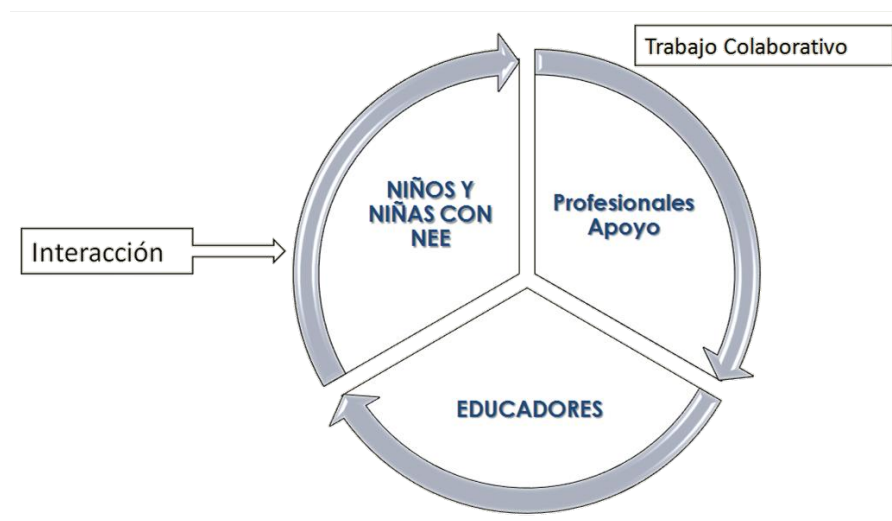 Trabajo Colaborativo
NIÑOS Y
NIÑAS CON
NEE
Profesionales
Apoyo
Interacción
EDUCADORES